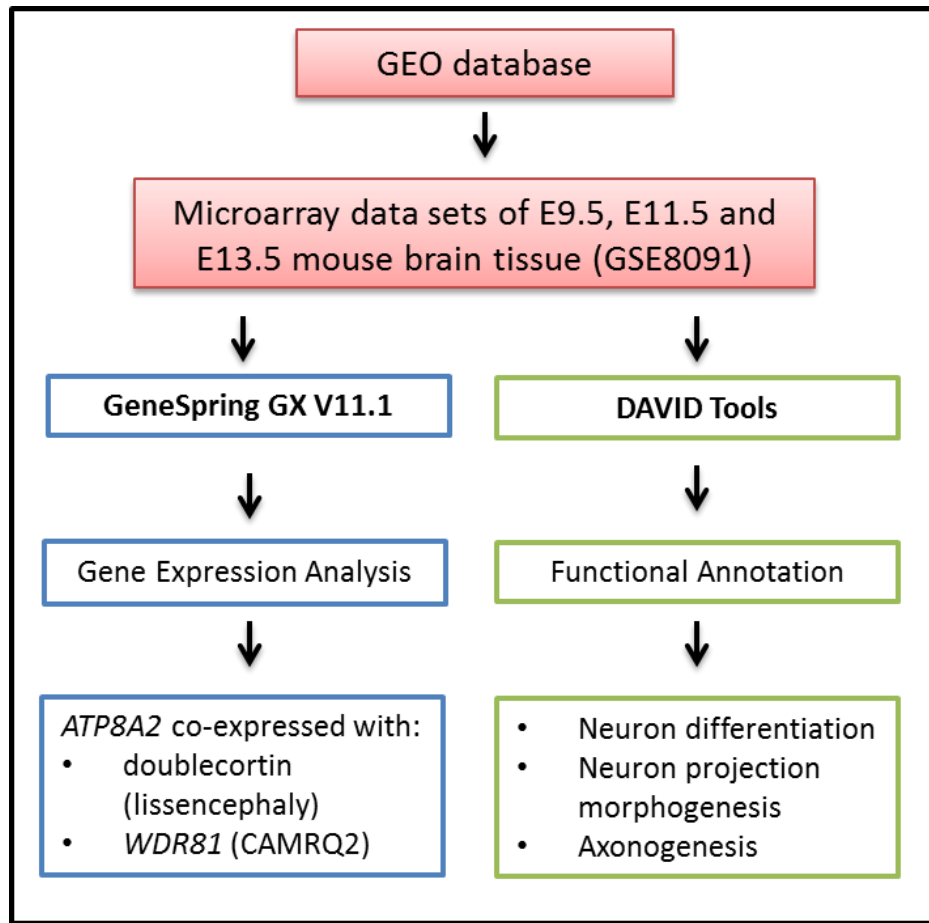 GEO database
Microarray data sets of E9.5, E11.5 and
E13.5 mouse brain tissue (GSE8091)
GeneSpring GX V11.1
Gene Expression Analysis
ATP8A2 co-expressed with:
• doublecortin
(lissencephaly)
• WDR81 (CAMRQ2)
DAVID Tools
Functional Annotation
• Neuron differentiation
• Neuron projection
morphogenesis
• Axonogenesis